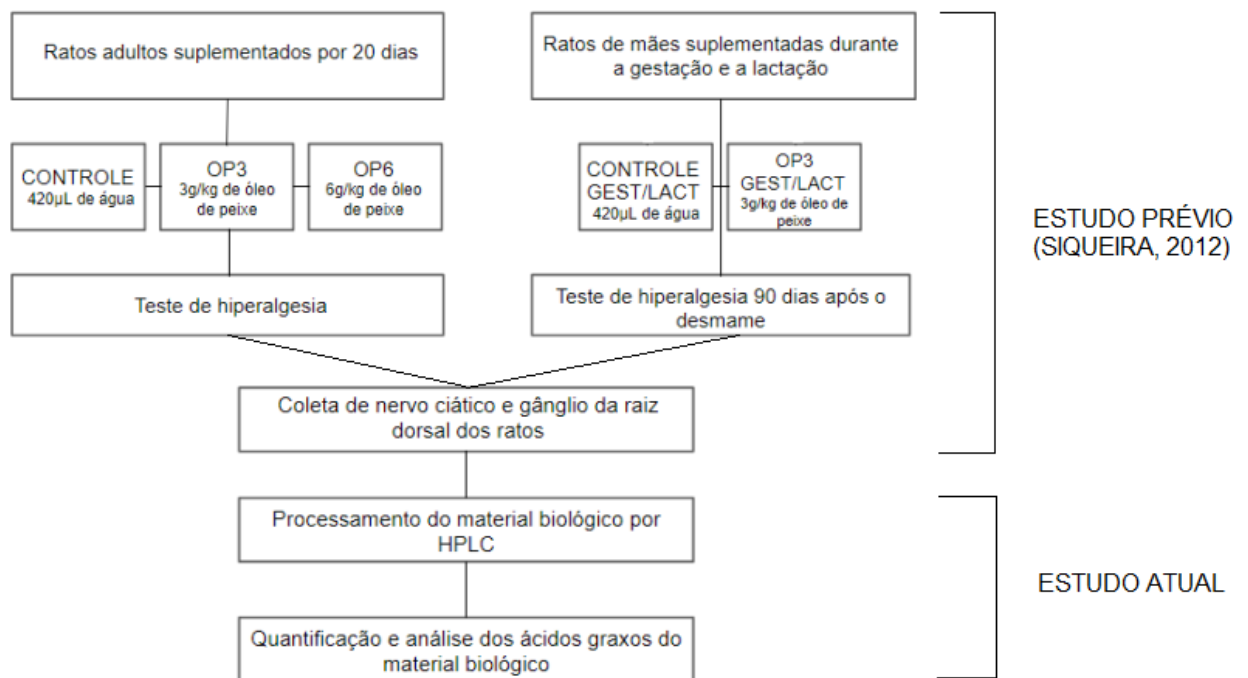 Ratos adultos suplementados por 20 dias
Ratos de mães suplementadas durante
a gestação e a lactação
CONTROLE
420µL de água
OP3
3g/kg de óleo
de peixe
OP6
6g/kg de óleo
de peixe
CONTROLE
GEST/LACT
420µL de água
OP3
GEST/LACT
3g/kg de óleo de
peixe
ESTUDO PRÉVIO
(SIQUEIRA, 2012)
Teste de hiperalgesia
Teste de hiperalgesia 90 dias após o
desmame
Coleta de nervo ciático e gânglio da raiz
dorsal dos ratos
Processamento do material biológico por
HPLC
ESTUDO ATUAL
Quantificação e análise dos ácidos graxos do
material biológico